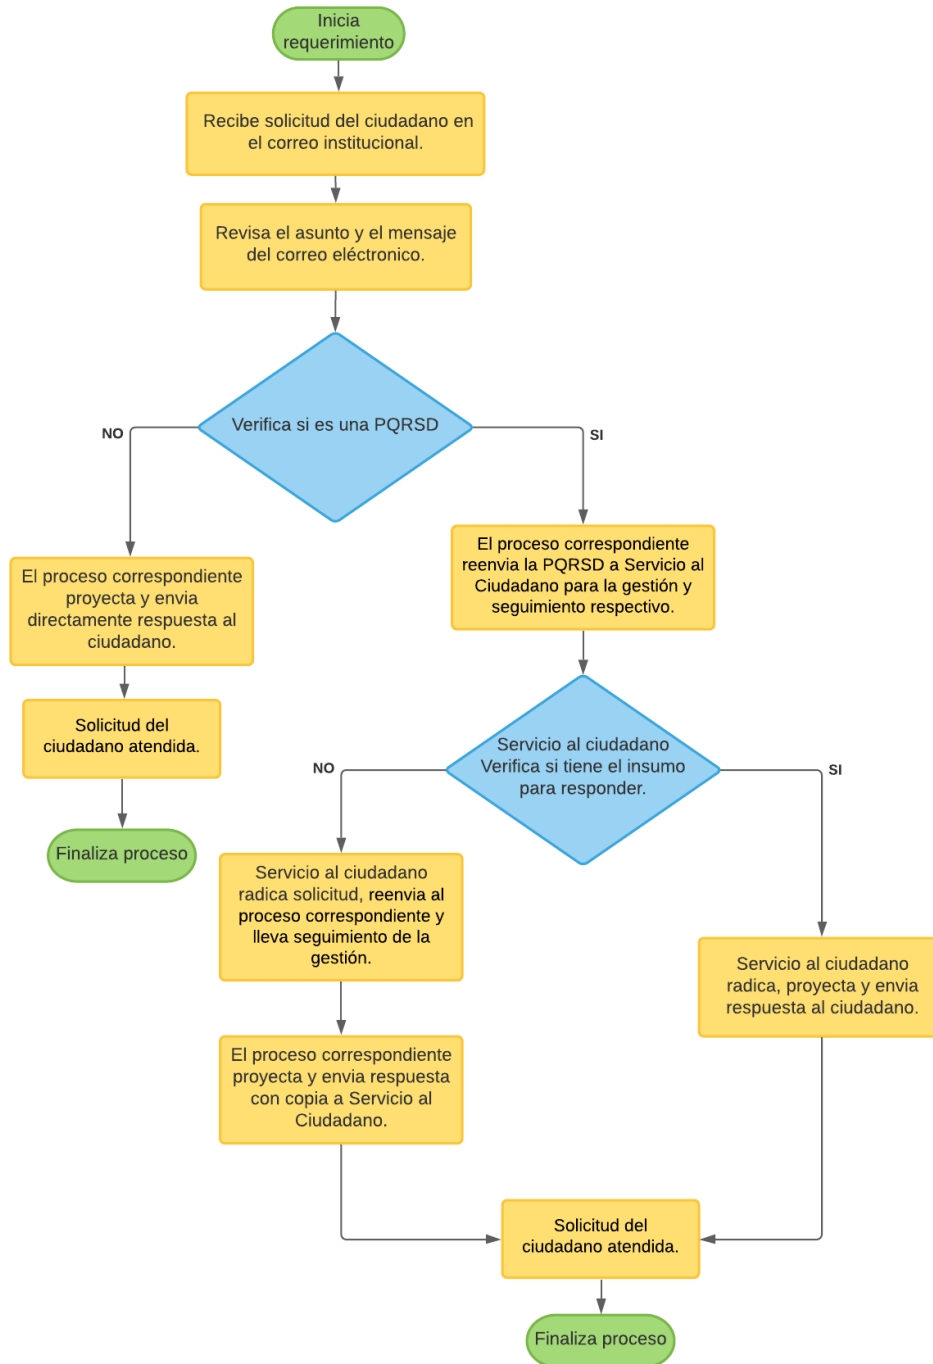 Inicia
requerimiento
Recibe solicitud del ciudadano en
el correo institucional.
Revisa el asunto y el mensaje
del correo eléctronico.
Verifica si es una PQRSD
NO
SI
El proceso correspondiente
proyecta y envia
directamente respuesta al
ciudadano.
El proceso correspondiente
reenvia la PQRSD a Servicio al
Ciudadano para la gestión y
seguimiento respectivo.
Solicitud del
ciudadano atendida.
Finaliza proceso
Servicio al ciudadano
Verifica si tiene el insumo
para responder.
NO
SI
Servicio al ciudadano
radica solicitud, reenvia al
proceso correspondiente y
lleva seguimiento de la
gestión.
Servicio al ciudadano
radica, proyecta y envia
respuesta al ciudadano.
El proceso correspondiente
proyecta y envia respuesta
con copia a Servicio al
Ciudadano.
Solicitud del
ciudadano atendida.
Finaliza proceso